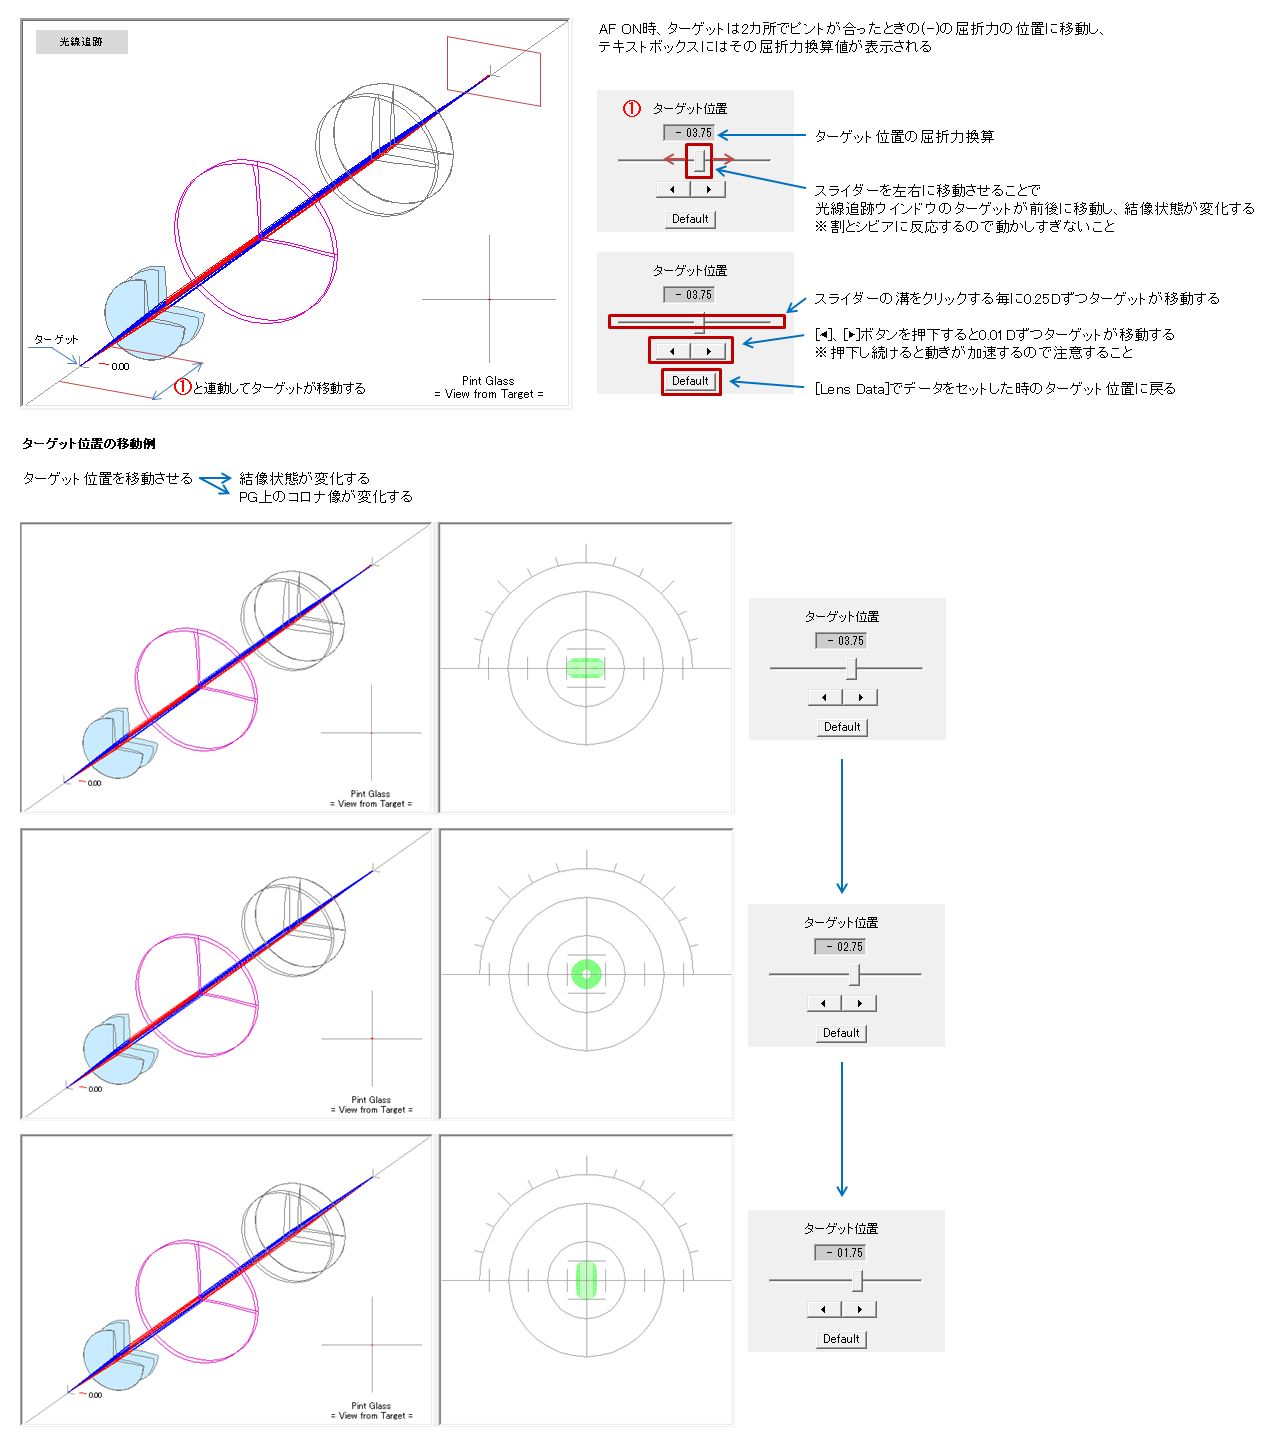 光線追跡
ターゲット
0.00
①と連動してターゲットが移動する
Pint Glass
= View from Target =
AF ON時、ターゲットは2カ所でピントが合ったときの(-)の屈折力の位置に移動し、
テキストボックスにはその屈折力換算値が表示される
① ターゲット位置
- 03.75
Default
ターゲット位置の屈折力換算
スライダーを左右に移動させることで
光線追跡ウインドウのターゲットが前後に移動し、結像状態が変化する
※割とシビアに反応するので動かしすぎないこと
ターゲット位置
- 03.75
Default
スライダーの溝をクリックする毎に0.25Dずつターゲットが移動する
[◀]、[▶]ボタンを押下すると0.01Dずつターゲットが移動する
※押下し続けると動きが加速するので注意すること
[Lens Data]でデータをセットした時のターゲット位置に戻る
ターゲット位置の移動例
ターゲット位置を移動させる
結像状態が変化する
PG上のコロナ像が変化する
0.00
Pint Glass
= View from Target =
ターゲット位置
- 03.75
Default
0.00
Pint Glass
= View from Target =
ターゲット位置
- 02.75
Default
0.00
Pint Glass
= View from Target =
ターゲット位置
- 01.75
Default